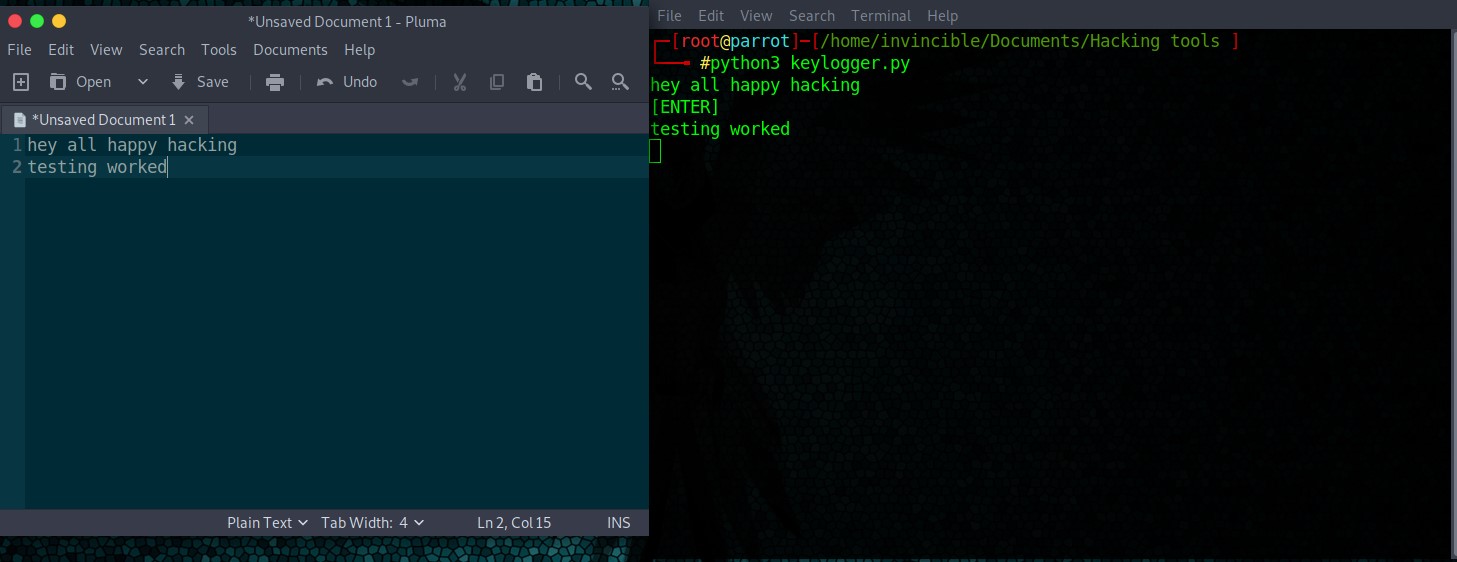 *Unsaved Document 1 - Pluma
File Edit View Search Tools Documents Help
Open Save Undo
*Unsaved Document 1
1 hey all happy hacking
2 testing worked
Plain Text Tab Width: 4 Ln 2, Col 15 INS
File Edit View Search Terminal Help
[root@parrot]─[/home/invincible/Documents/Hacking tools ]
#python3 keylogger.py
hey all happy hacking
[ENTER]
testing worked